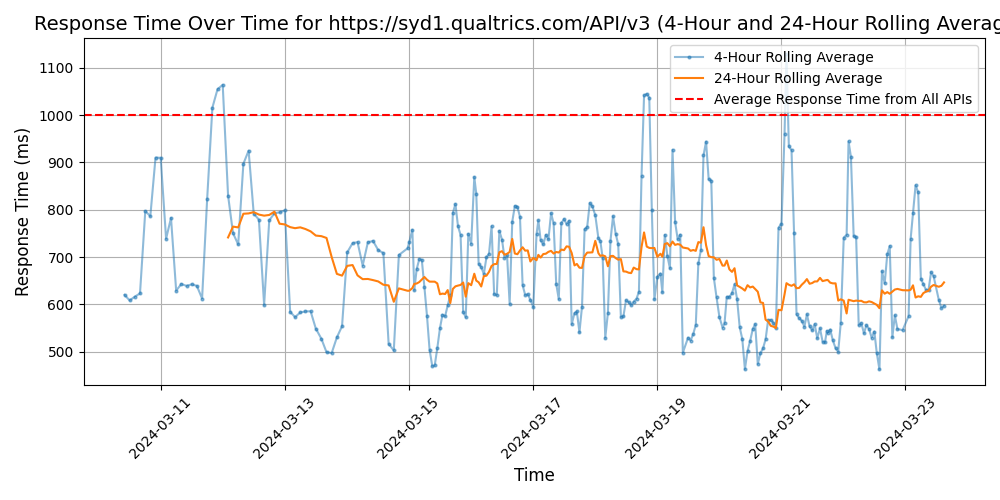 Response Time Over Time for https://syd1.qualtrics.com/API/v3 (4-Hour and 24-Hour Rolling Averag
4-Hour Rolling Average
24-Hour Rolling Average
Average Response Time from All APIs
Response Time (ms)
1100
1000
900
800
700
600
500
2024-03-11
2024-03-13
2024-03-15
2024-03-17
2024-03-19
2024-03-21
2024-03-23
Time